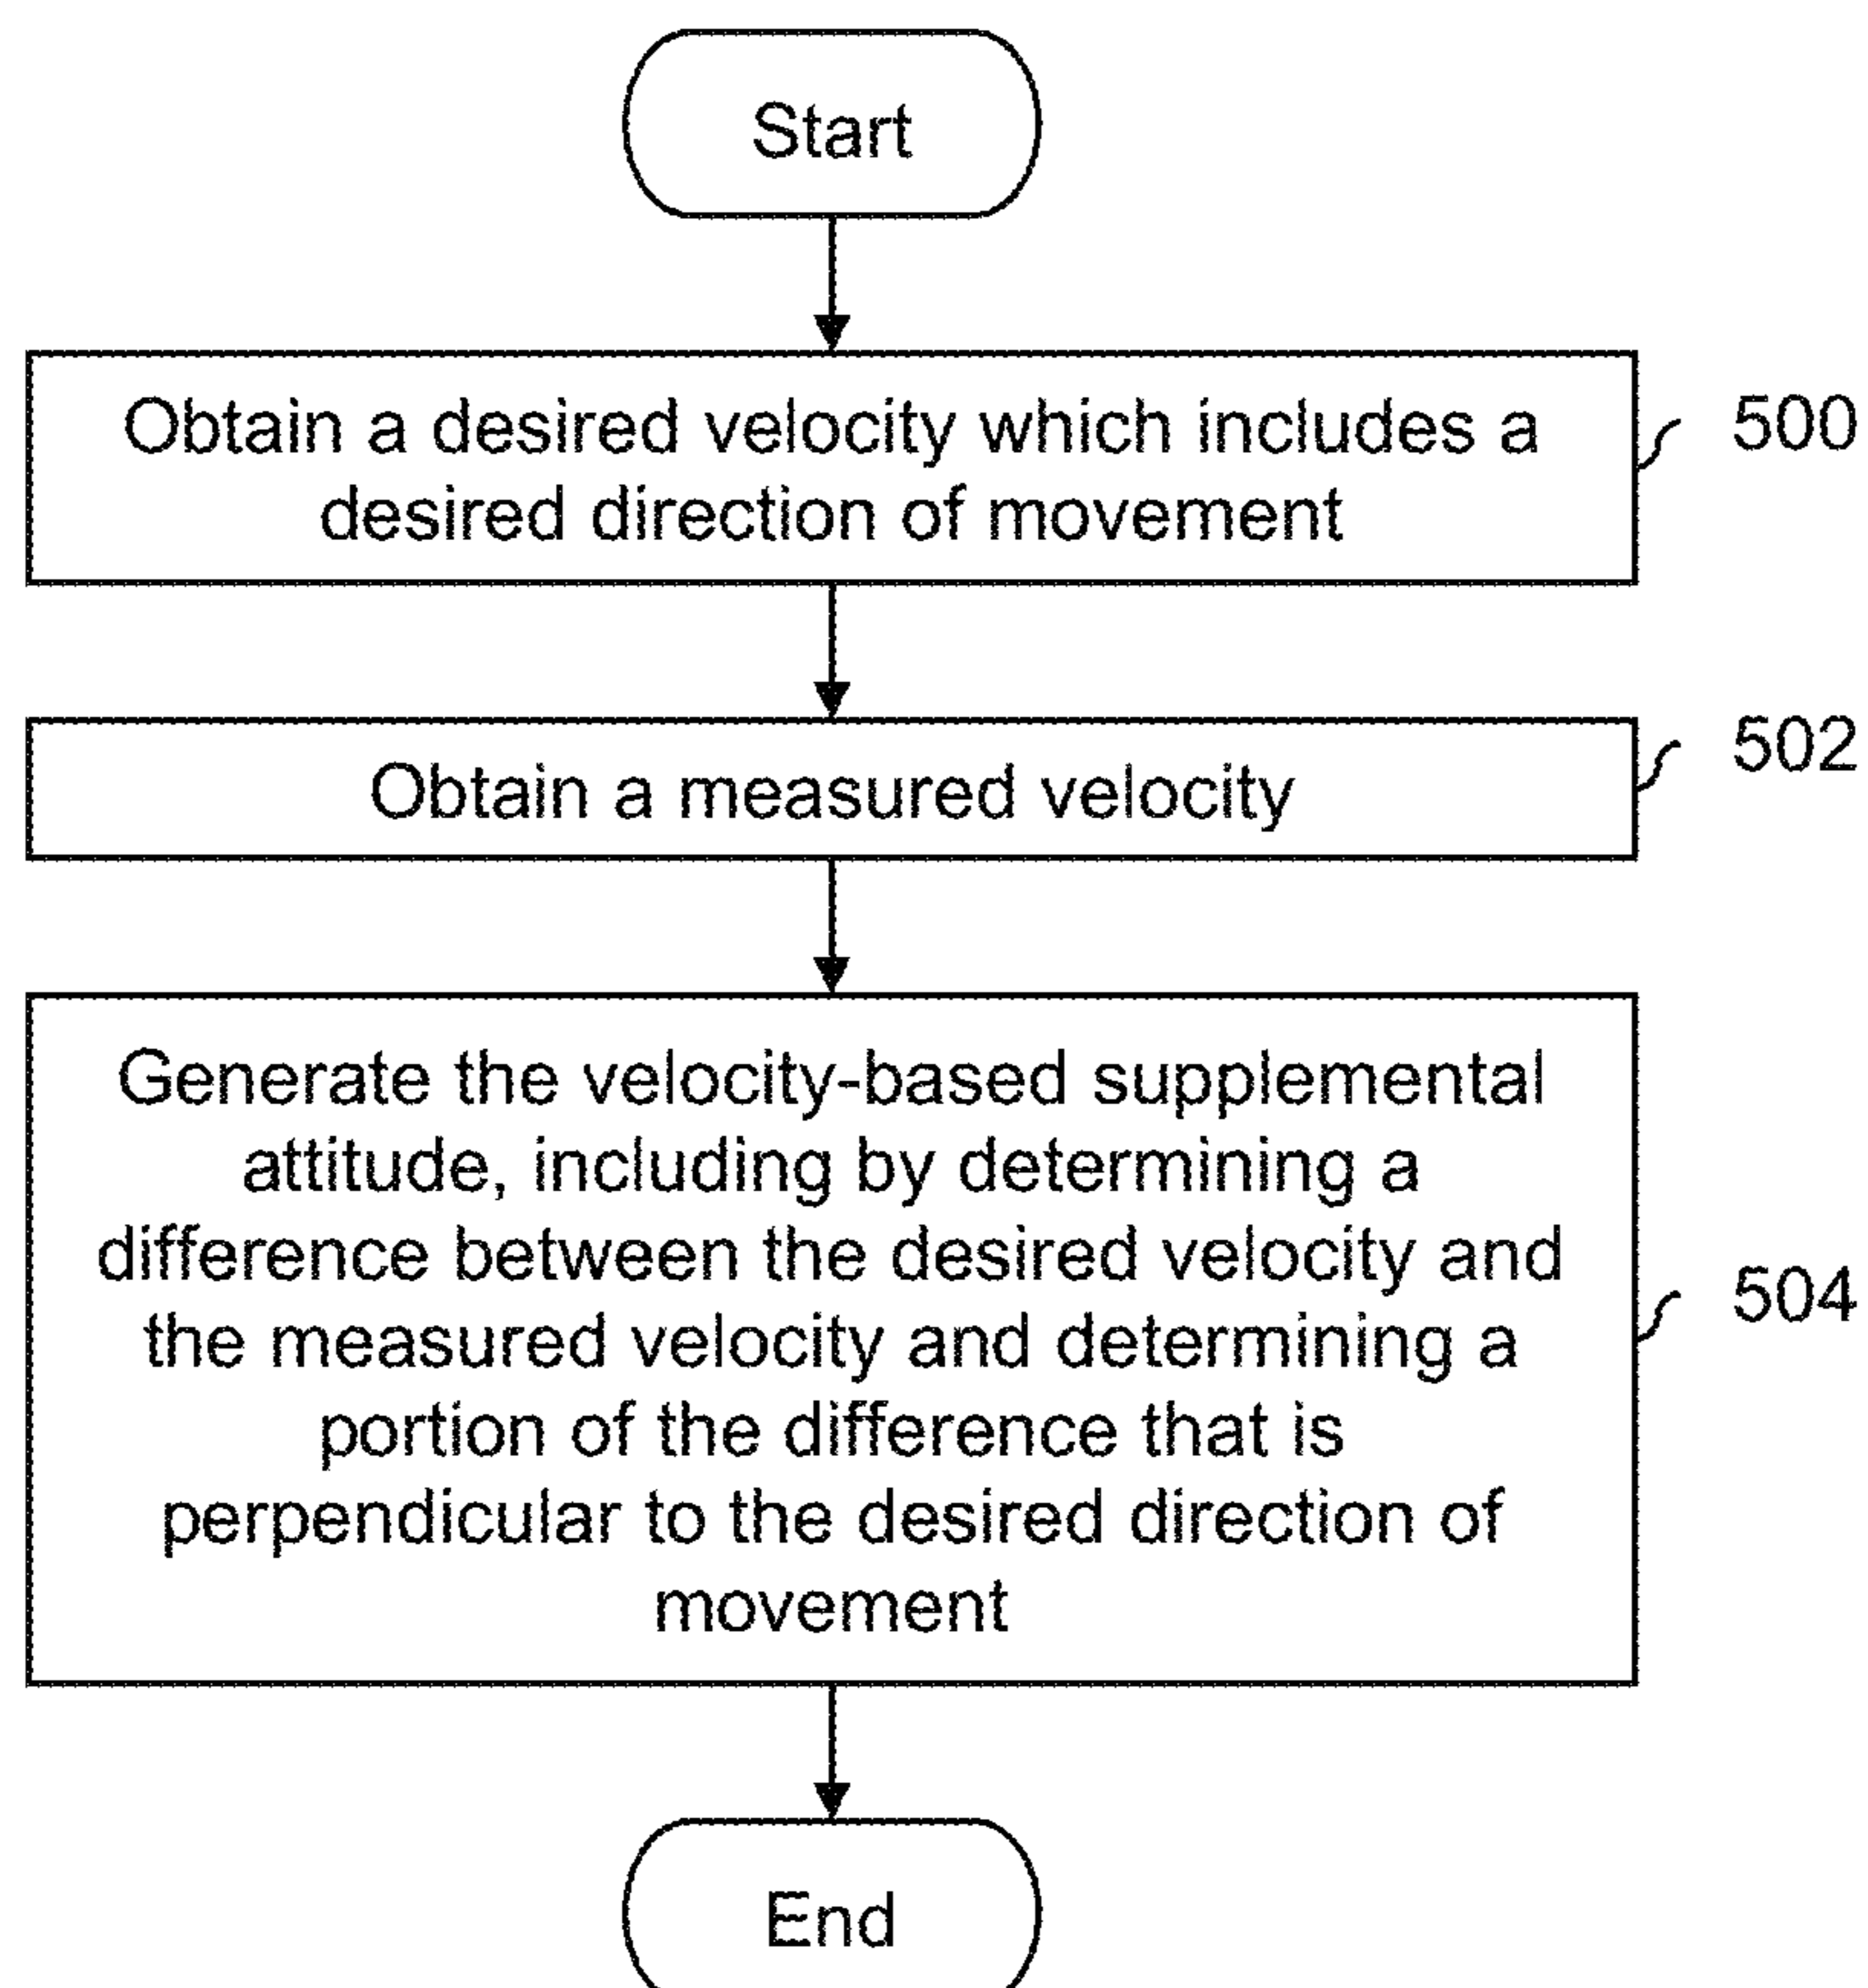 Start
Obtain a desired velocity which includes a
desired direction of movement
500
Obtain a measured velocity
502
Generate the velocity-based supplemental
attitude, including by determining a
difference between the desired velocity and
the measured velocity and determining a
portion of the difference that is
perpendicular to the desired direction of
movement
504
End